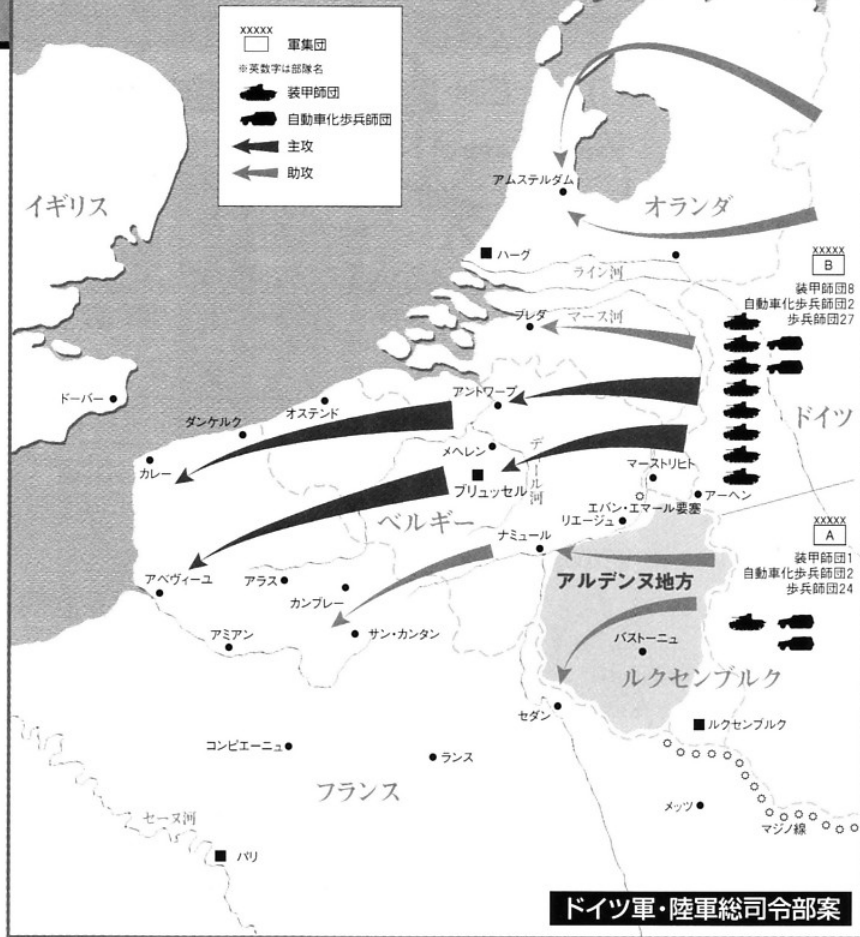 XXXXX
軍集団
※英数字は部隊名
装甲師団
自動車化歩兵師団
主攻
助攻
イギリス
アムステルダム
オランダ
ハーグ
ライン河
XXXXX
B
装甲師団8
自動車化歩兵師団2
歩兵師団27
ブレダ
マース河
ドーバー
ダンケルク
オステンド
アントワープ
ドイツ
カレー
メヘレン
ディール河
マーストリヒト
ブリュッセル
アーヘン
ベルギー
エバン・エマール要塞
リエージュ
ナミュール
XXXXX
A
装甲師団1
自動車化歩兵師団2
歩兵師団24
アベヴィーユ
アラス
カンブレー
アルデンヌ地方
アミアン
サン・カンタン
バストーニュ
ルクセンブルク
セダン
ルクセンブルク
コンピエーニュ
ランス
フランス
メッツ
セーヌ河
マジノ線
パリ
ドイツ軍・陸軍総司令部案